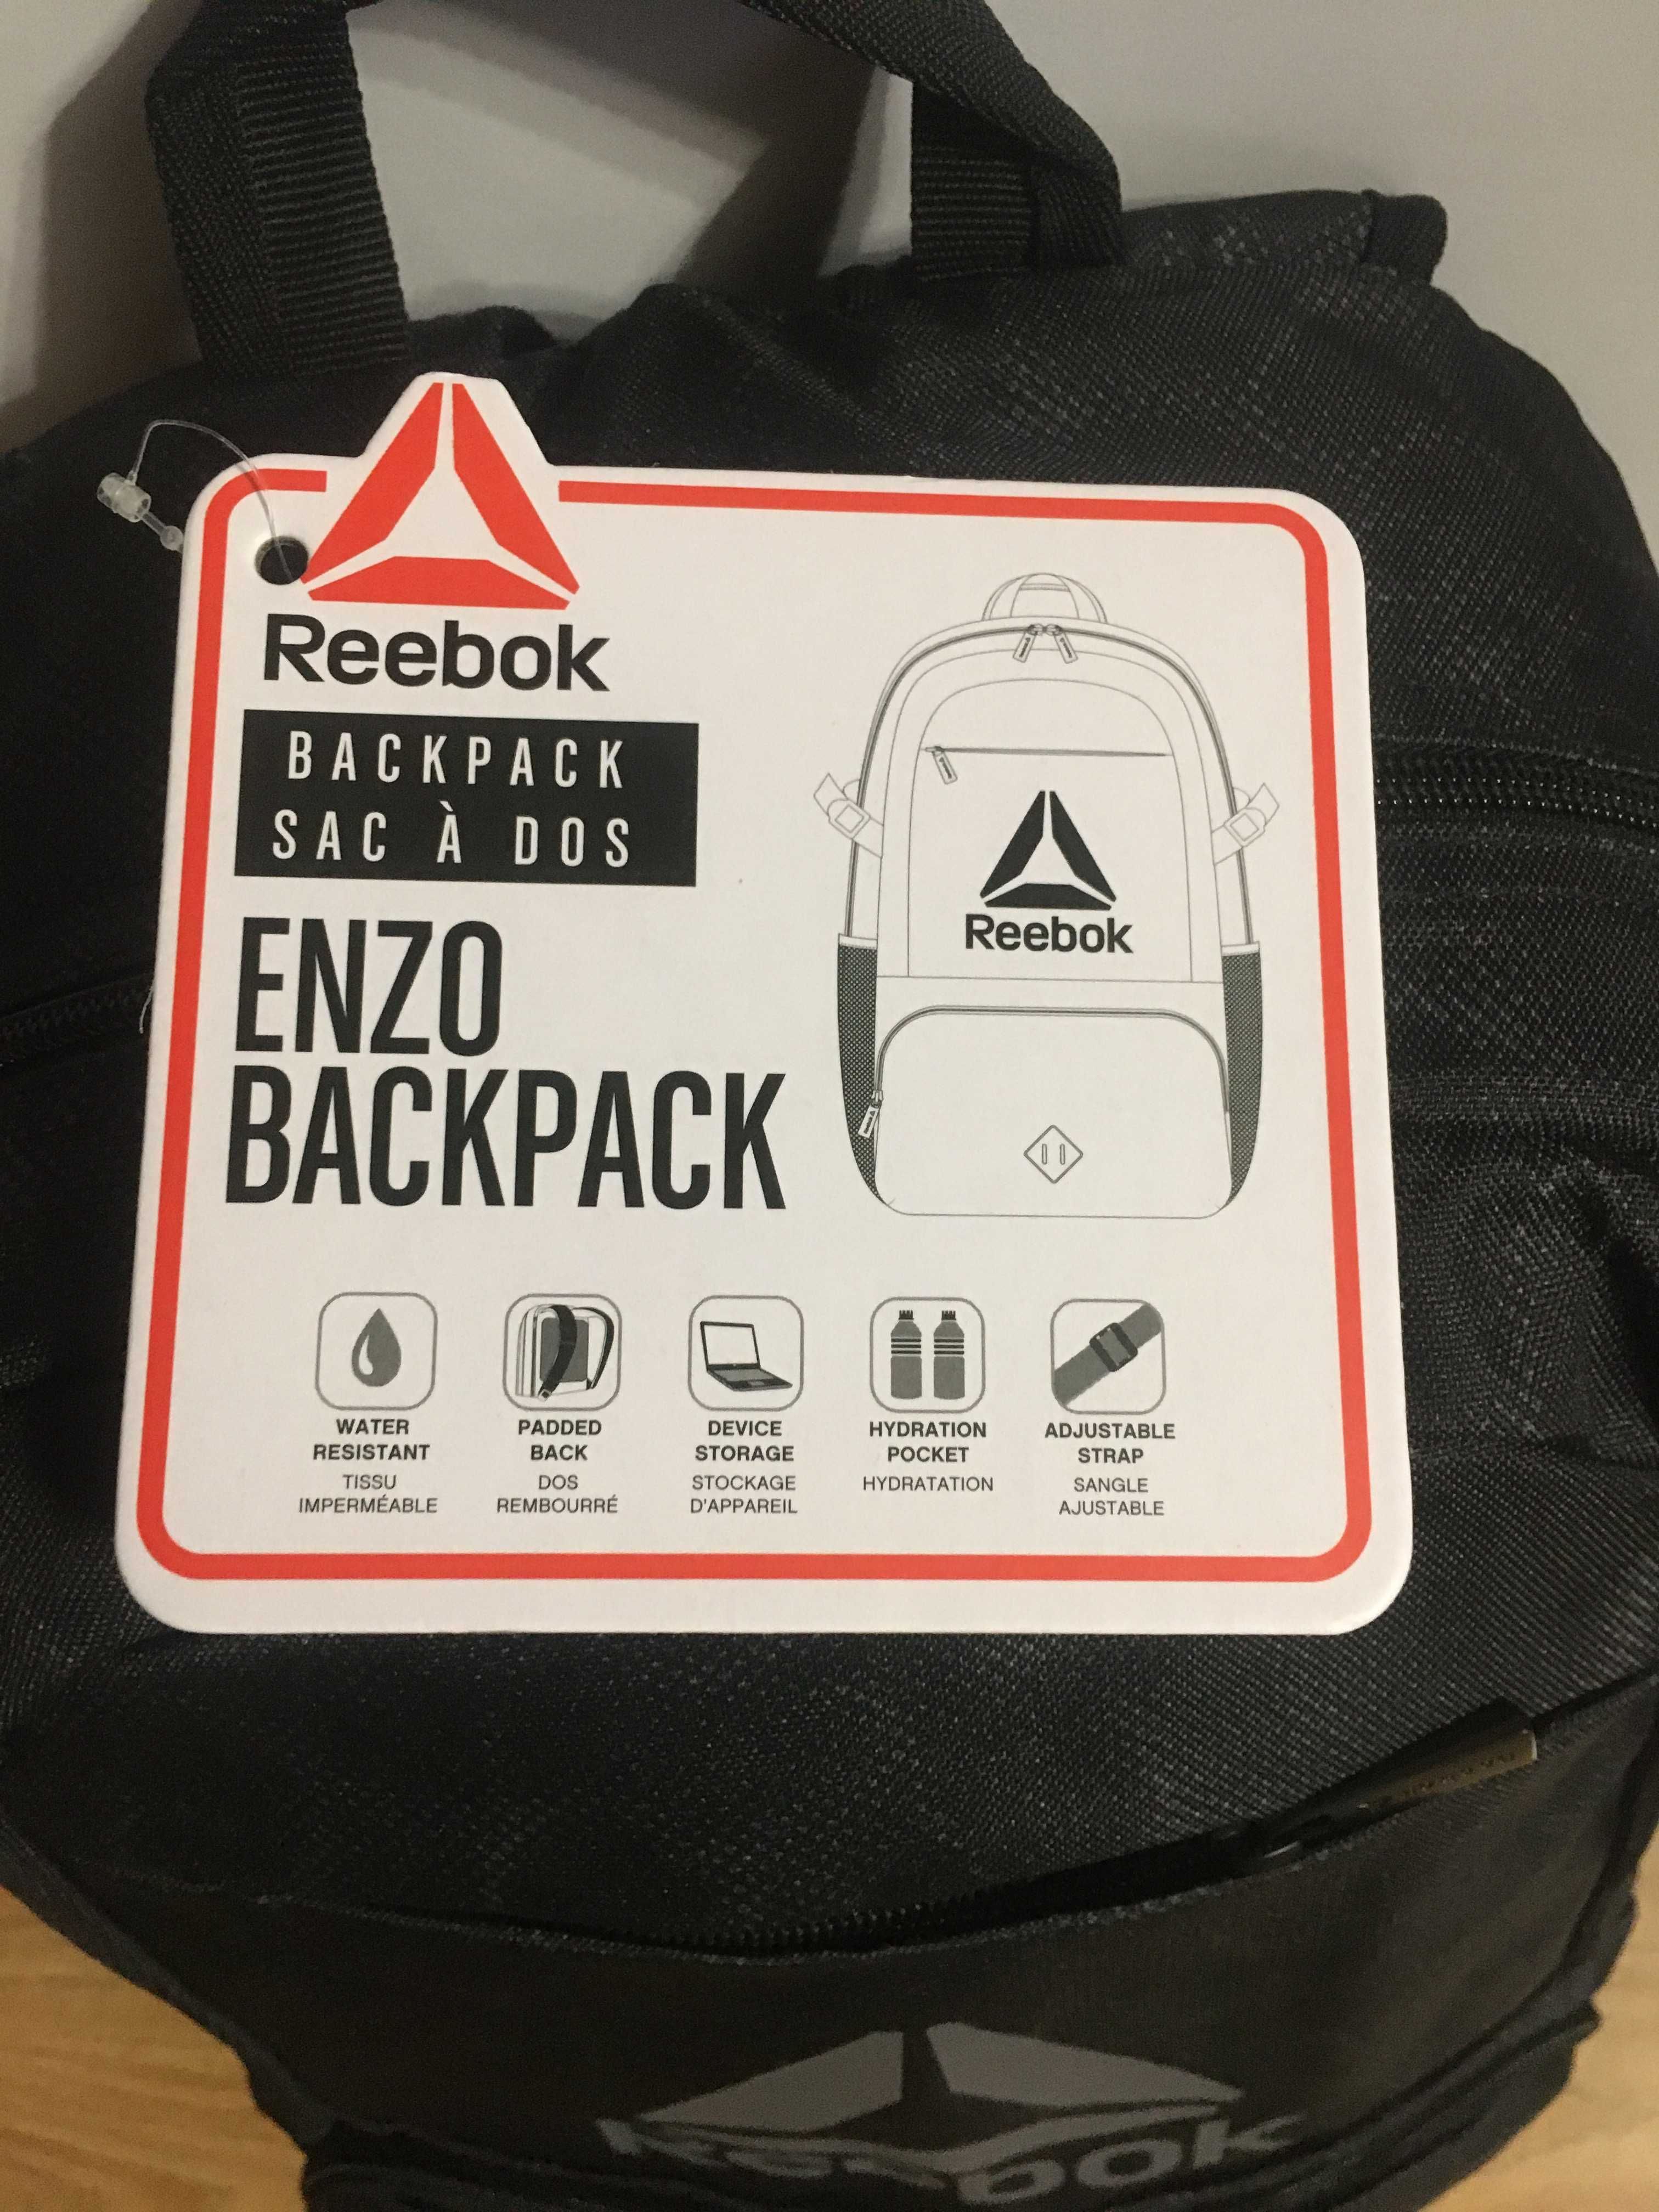 Reebok
BACKPACK
SAC À DOS
ENZO
BACKPACK
Reebok
WATER
RESISTANT
TISSU
IMPERMÉABLE
PADDED
BACK
DOS
REMBOURRÉ
DEVICE
STORAGE
STOCKAGE
D'APPAREIL
HYDRATION
POCKET
HYDRATATION
ADJUSTABLE
STRAP
SANGLE
AJUSTABLE
Reebok